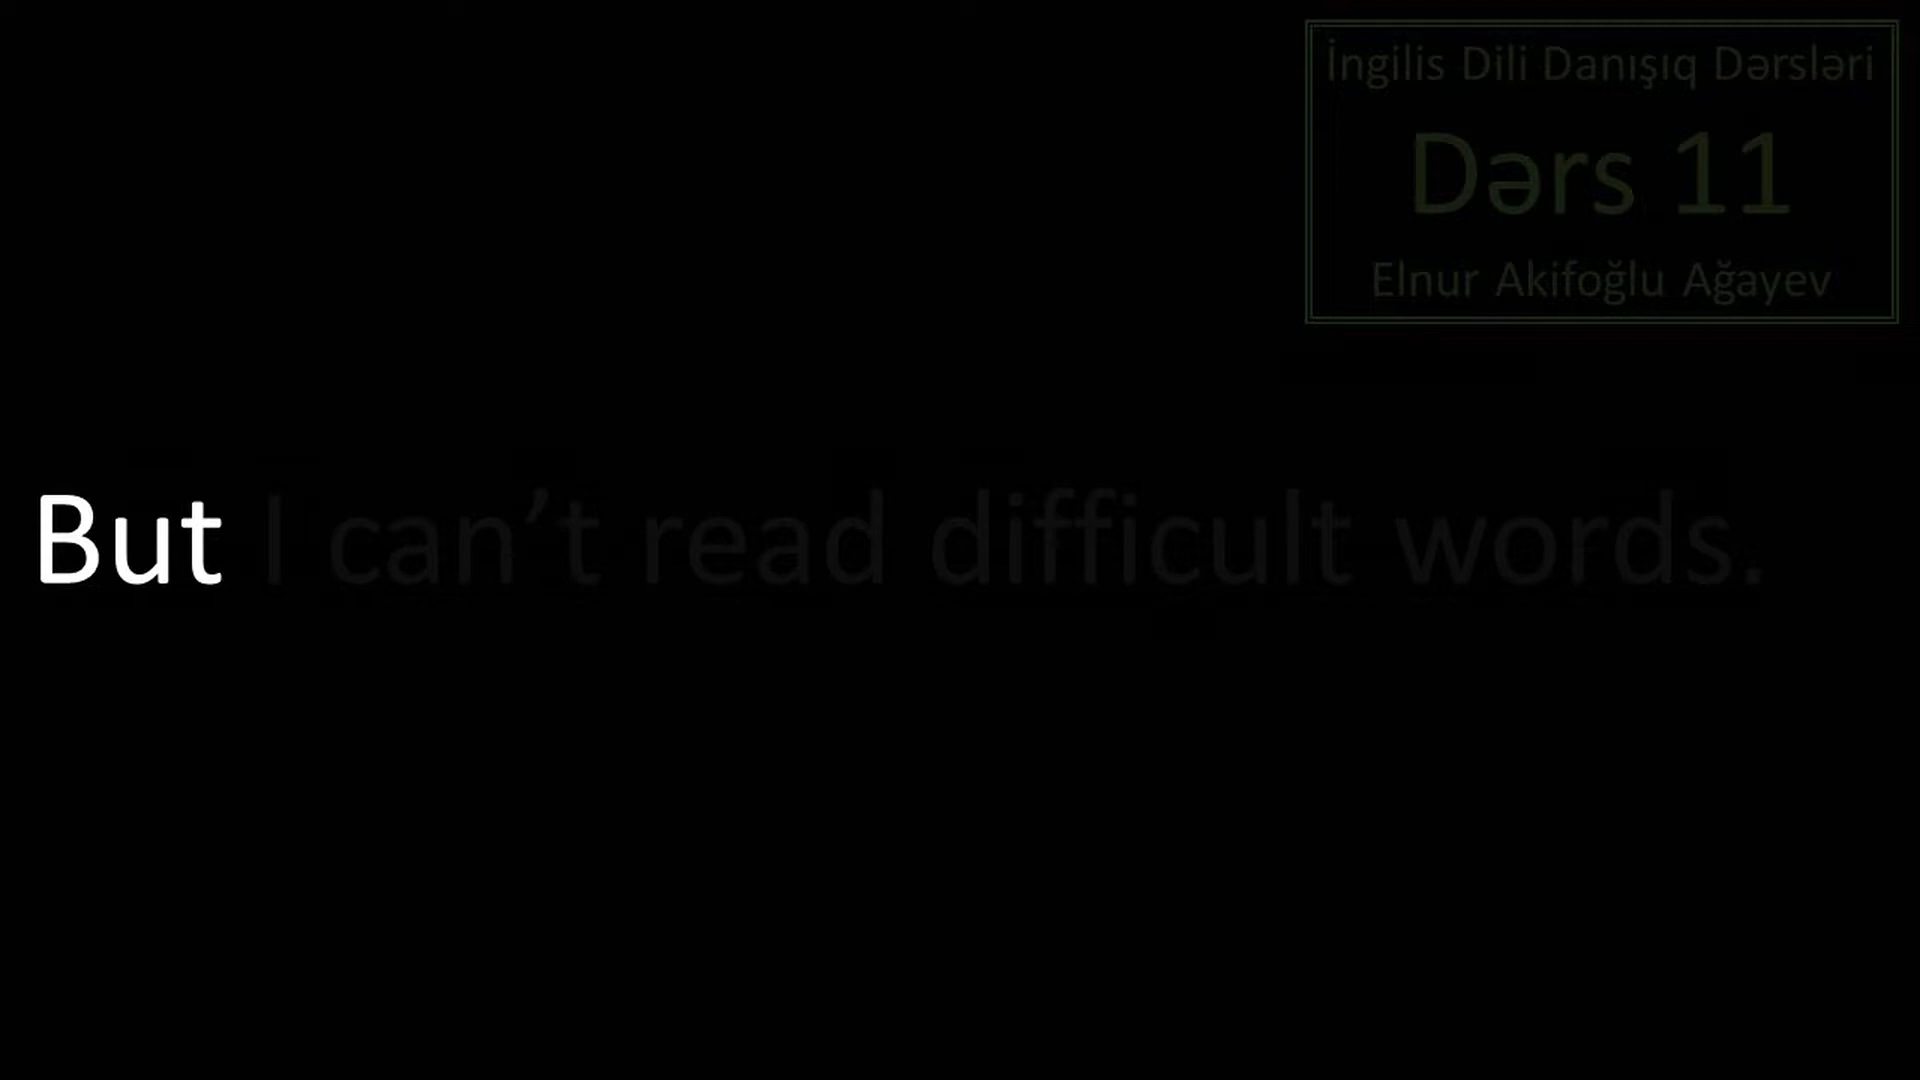 İngilis Dili Danışıq Dərsləri
Dərs 11
Elnur Akifoğlu Ağayev
But I can’t read difficult words.